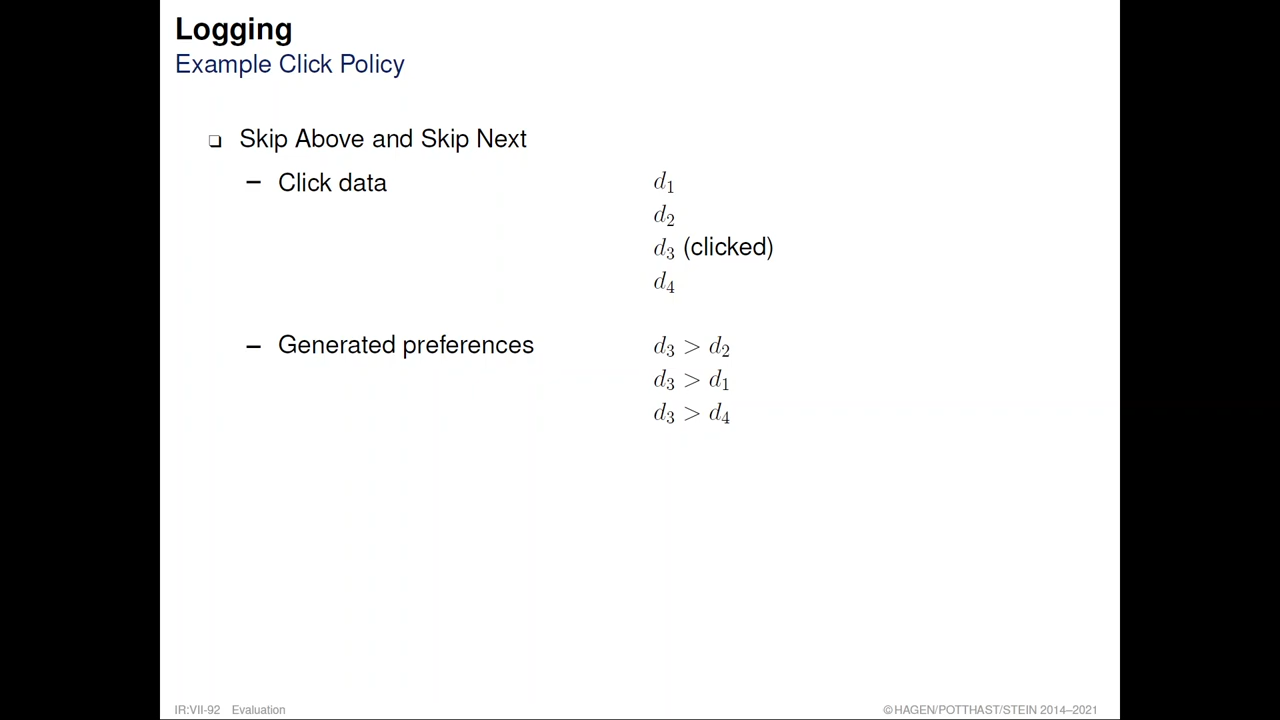 Logging
Example Click Policy
❑ Skip Above and Skip Next
– Click data
d₁
d₂
d₃ (clicked)
d₄
– Generated preferences
d₃ > d₂
d₃ > d₁
d₃ > d₄
IR:VII-92 Evaluation
©HAGEN/POTTHAST/STEIN 2014–2021